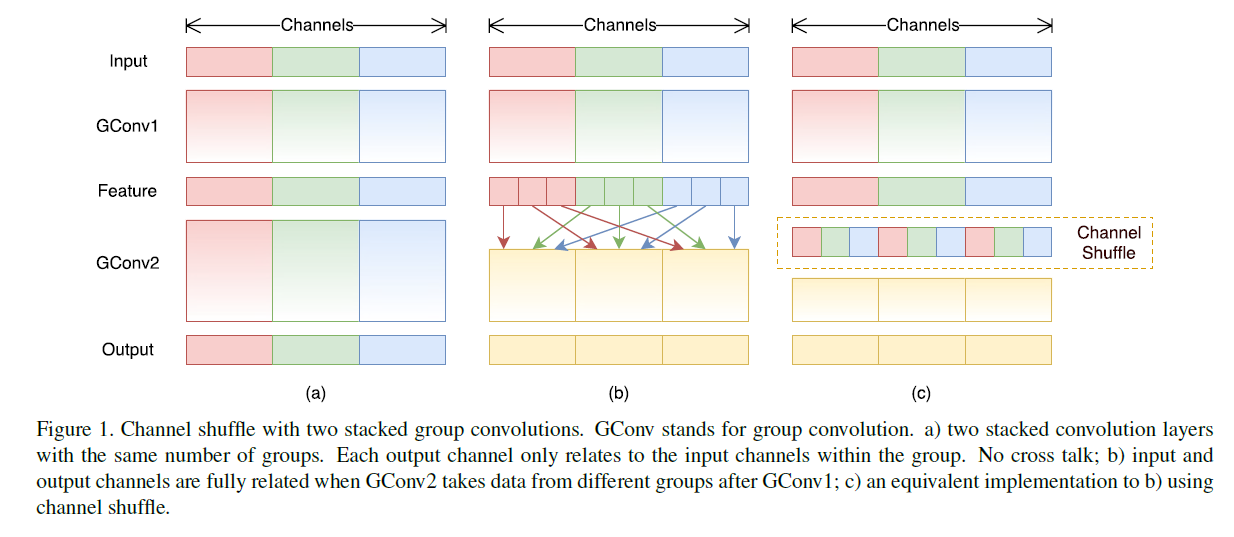 Channels
Channels
Channels
Input
GConv1
Feature
GConv2
Channel
Shuffle
Output
(a)
(b)
(c)
Figure 1. Channel shuffle with two stacked group convolutions. GConv stands for group convolution. a) two stacked convolution layers
with the same number of groups. Each output channel only relates to the input channels within the group. No cross talk; b) input and
output channels are fully related when GConv2 takes data from different groups after GConv1; c) an equivalent implementation to b) using
channel shuffle.